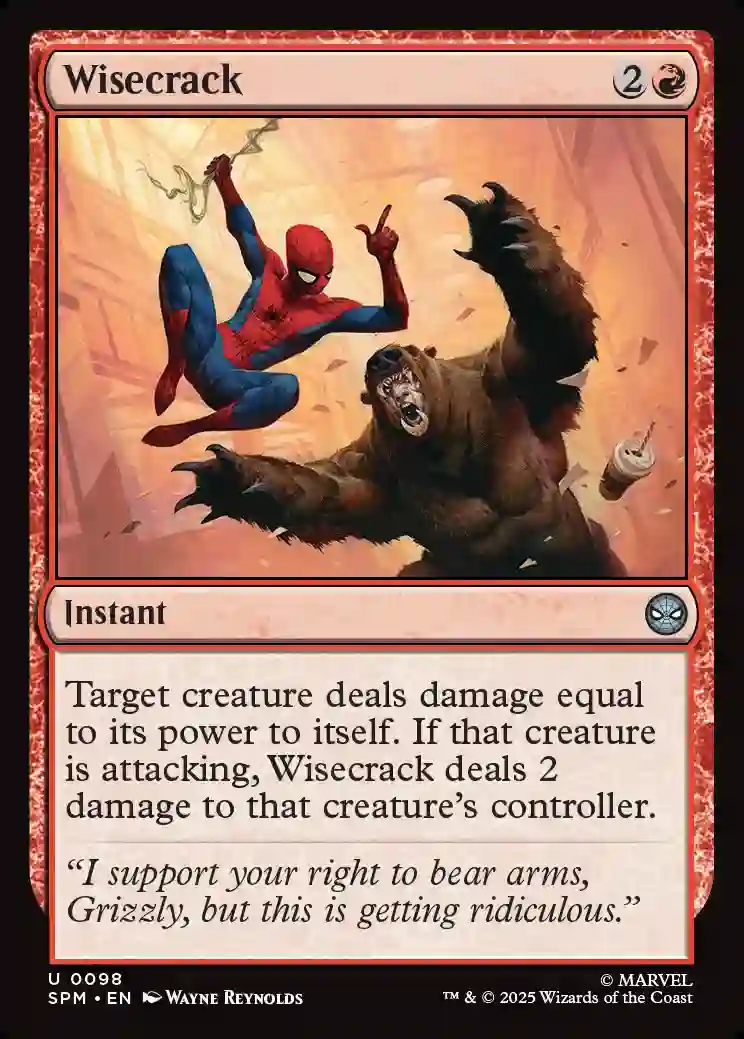 Wisecrack
2
Instant
Target creature deals damage equal
to its power to itself. If that creature
is attacking, Wisecrack deals 2
damage to that creature's controller.
“I support your right to bear arms,
Grizzly, but this is getting ridiculous.”
U 0098
SPM • EN WAYNE REYNOLDS
© MARVEL
™ & © 2025 Wizards of the Coast